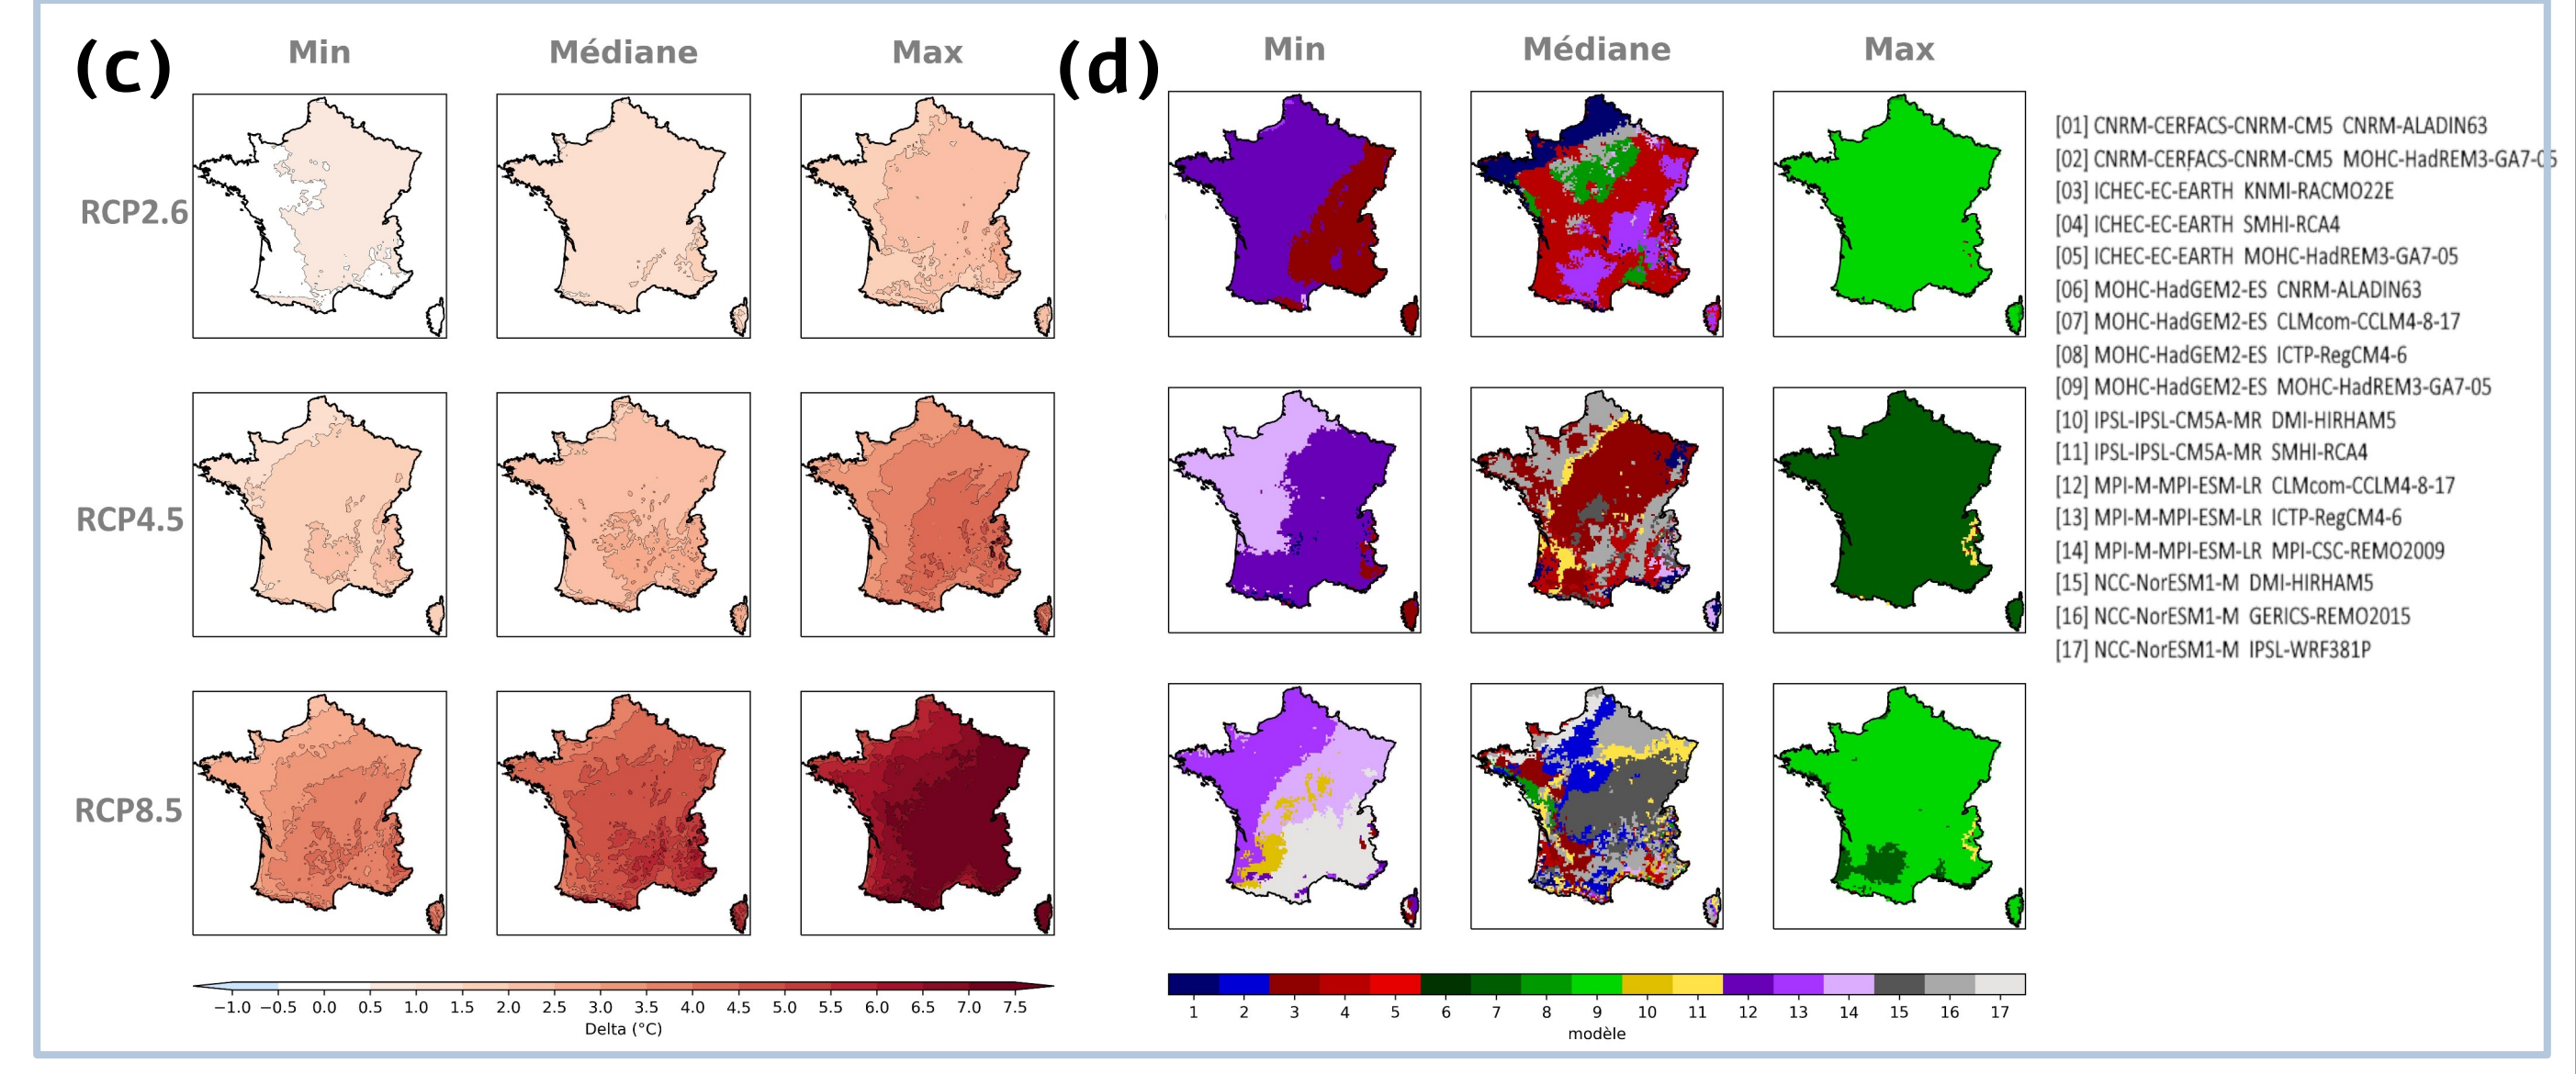 (c)
Min Médiane Max
RCP2.6
RCP4.5
RCP8.5
−1.0 −0.5 0.0 0.5 1.0 1.5 2.0 2.5 3.0 3.5 4.0 4.5 5.0 5.5 6.0 6.5 7.0 7.5
Delta (°C)
(d)
Min Médiane Max
1 2 3 4 5 6 7 8 9 10 11 12 13 14 15 16 17
modèle
[01] CNRM-CERFACS-CNRM-CM5 CNRM-ALADIN63
[02] CNRM-CERFACS-CNRM-CM5 MOHC-HadREM3-GA7-05
[03] ICHEC-EC-EARTH KNMI-RACMO22E
[04] ICHEC-EC-EARTH SMHI-RCA4
[05] ICHEC-EC-EARTH MOHC-HadREM3-GA7-05
[06] MOHC-HadGEM2-ES CNRM-ALADIN63
[07] MOHC-HadGEM2-ES CLMcom-CCLM4-8-17
[08] MOHC-HadGEM2-ES ICTP-RegCM4-6
[09] MOHC-HadGEM2-ES MOHC-HadREM3-GA7-05
[10] IPSL-IPSL-CM5A-MR DMI-HIRHAM5
[11] IPSL-IPSL-CM5A-MR SMHI-RCA4
[12] MPI-M-MPI-ESM-LR CLMcom-CCLM4-8-17
[13] MPI-M-MPI-ESM-LR ICTP-RegCM4-6
[14] MPI-M-MPI-ESM-LR MPI-CSC-REMO2009
[15] NCC-NorESM1-M DMI-HIRHAM5
[16] NCC-NorESM1-M GERICS-REMO2015
[17] NCC-NorESM1-M IPSL-WRF381P